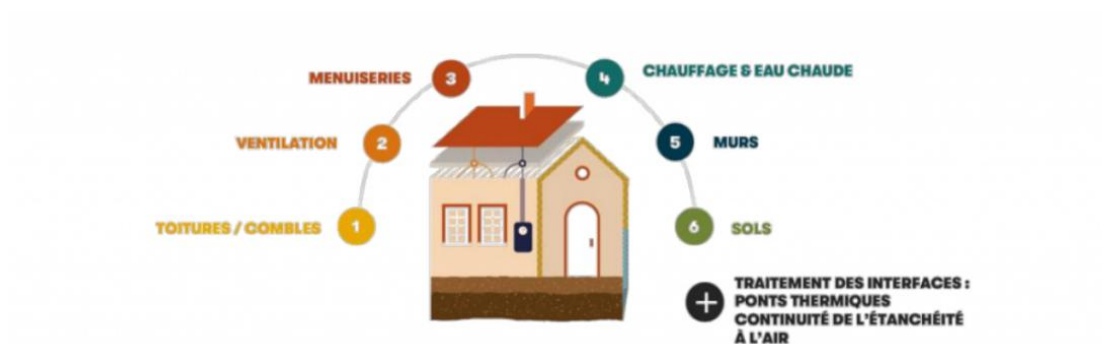 MENUISERIES
3
4
CHAUFFAGE & EAU CHAUDE
VENTILATION
2
5
MURS
TOITURES / COMBLES
1
6
SOLS
+
TRAITEMENT DES INTERFACES :
PONTS THERMIQUES
CONTINUITÉ DE L'ÉTANCHÉITÉ
À L'AIR